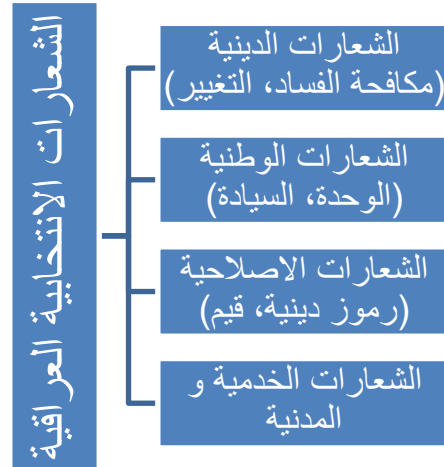 الشعارات الانتخابية العراقية
الشعارات الدينية
(مكافحة الفساد، التغيير)
الشعارات الوطنية
(الوحدة، السيادة)
الشعارات الاصلاحية
(رموز دينية، قيم)
الشعارات الخدمية و
المدنية